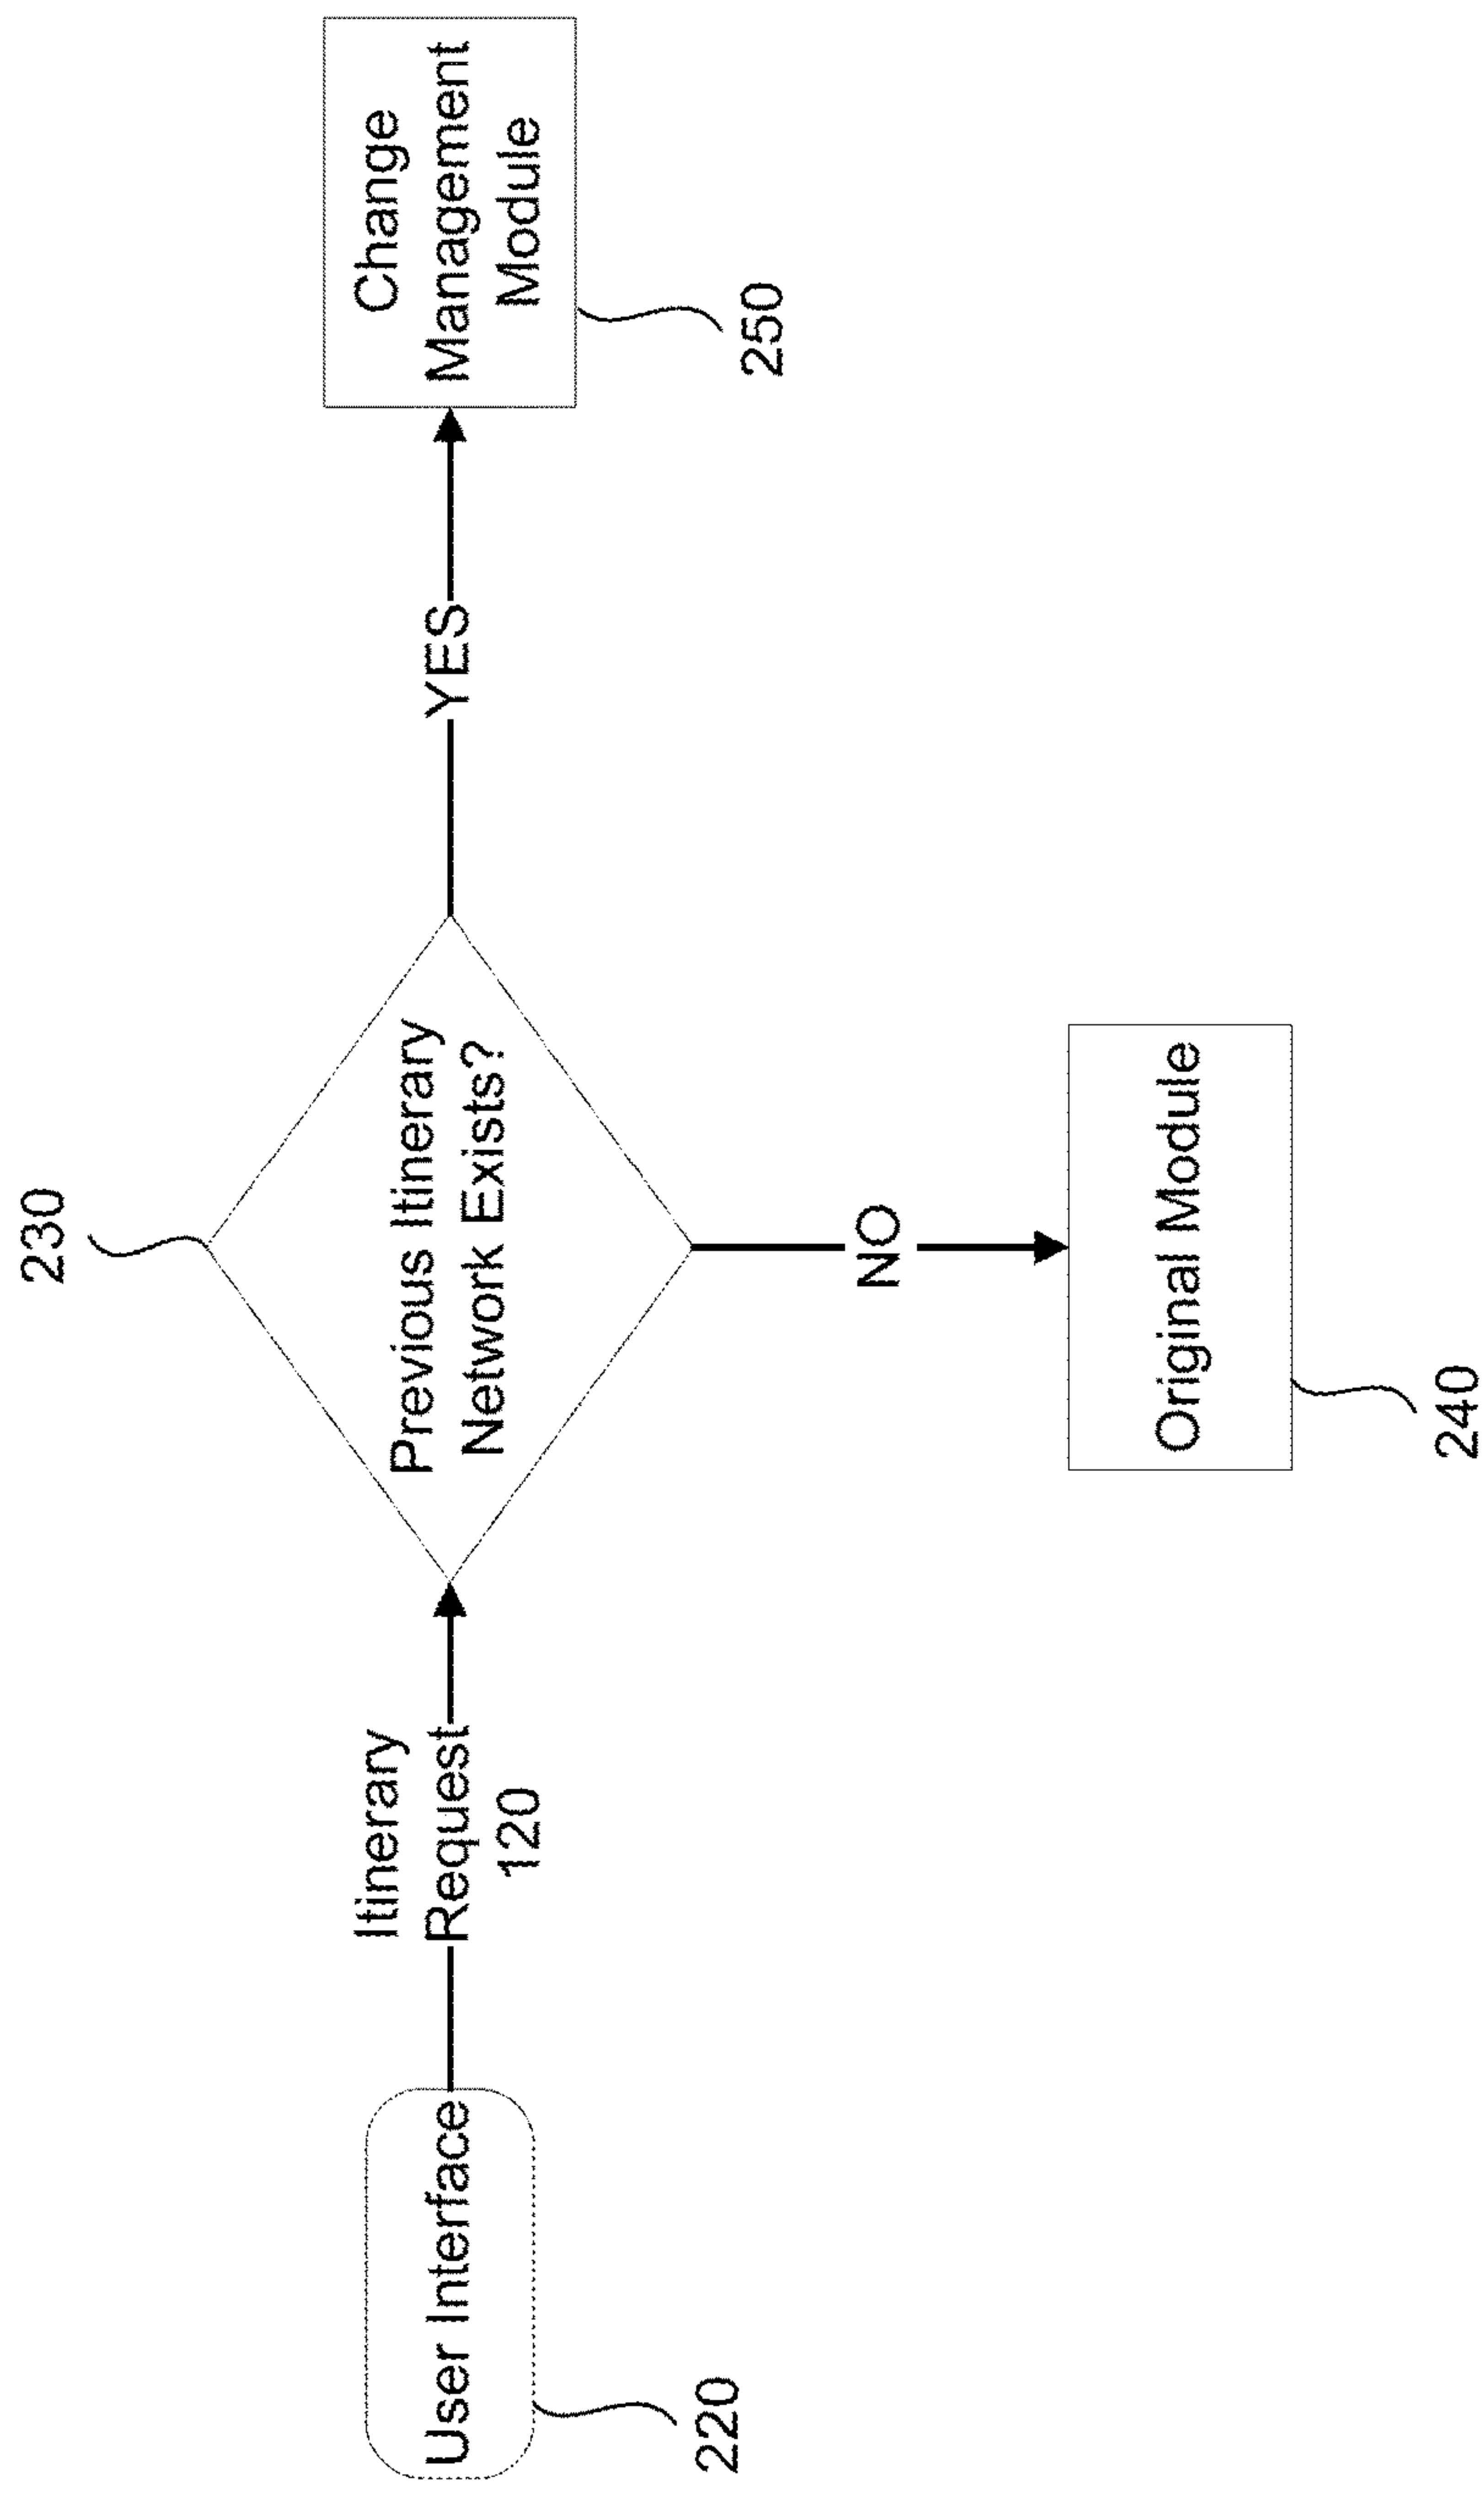 230
User Interface
220
Itinerary
Request
120
Previous Itinerary
Network Exists?
YES
Change
Management
Module
250
NO
Original Module
240